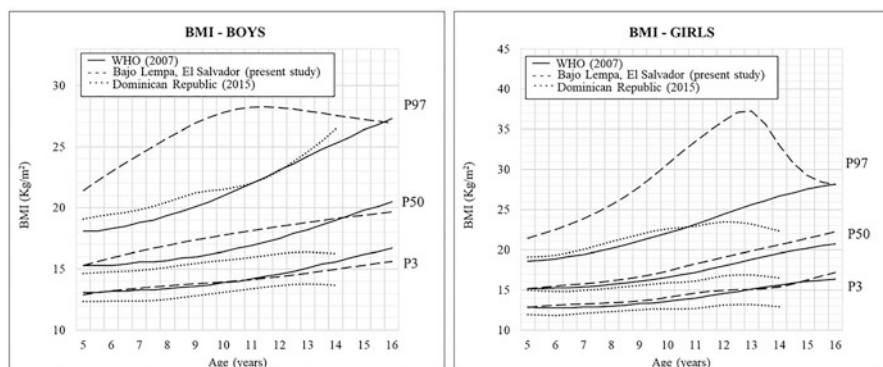 BMI - BOYS
WHO (2007)
Bajo Lempa, El Salvador (present study)
Dominican Republic (2015)
30
25
20
15
10
BMI (Kg/m²)
P97
P50
P3
5 6 7 8 9 10 11 12 13 14 15 16
Age (years)
BMI - GIRLS
WHO (2007)
Bajo Lempa, El Salvador (present study)
Dominican Republic (2015)
45
40
35
30
25
20
15
10
BMI (Kg/m²)
P97
P50
P3
5 6 7 8 9 10 11 12 13 14 15 16
Age (years)